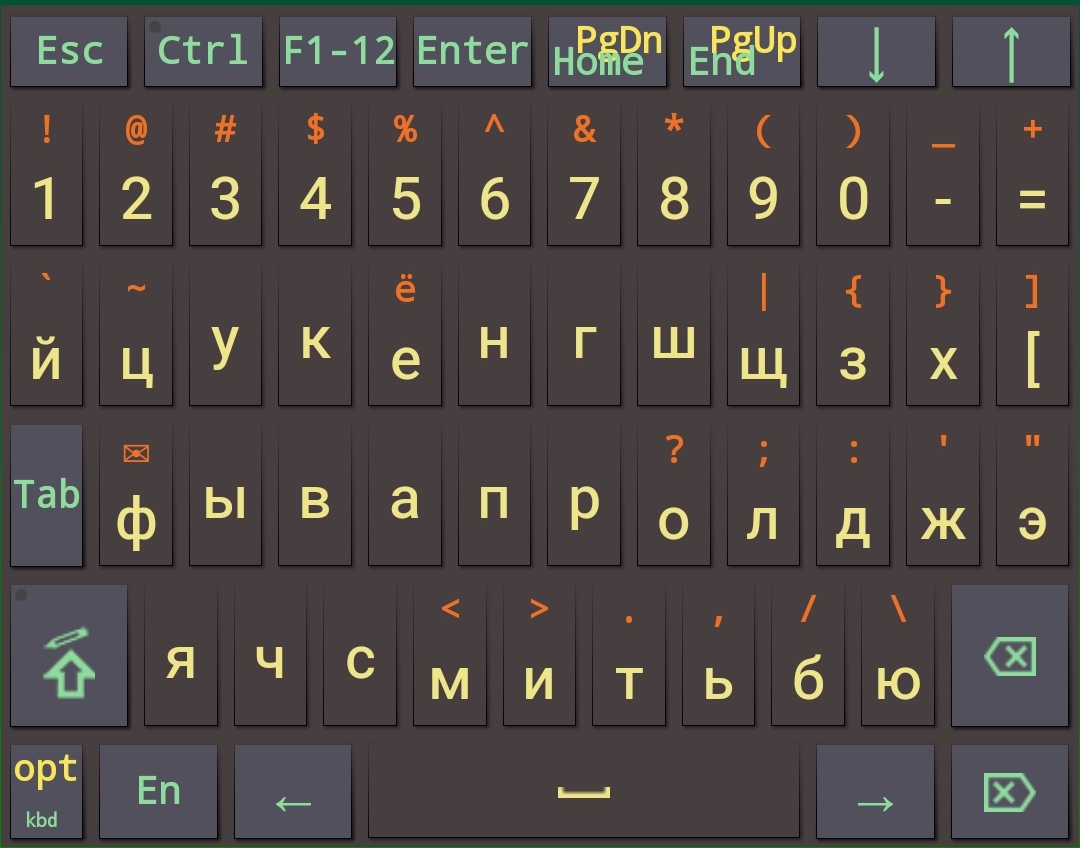 Esc Ctrl F1-12 Enter PgDn Home PgUp End ↓ ↑
! @ # $ % ^ & * ( ) _ +
1 2 3 4 5 6 7 8 9 0 - =
` ~ ё | { } ]
й ц у к е н г ш щ з х [
✉ ? ; : ' "
Tab ф ы в а п р о л д ж э
< > . , / \
я ч с м и т ь б ю
opt
kbd En ← →